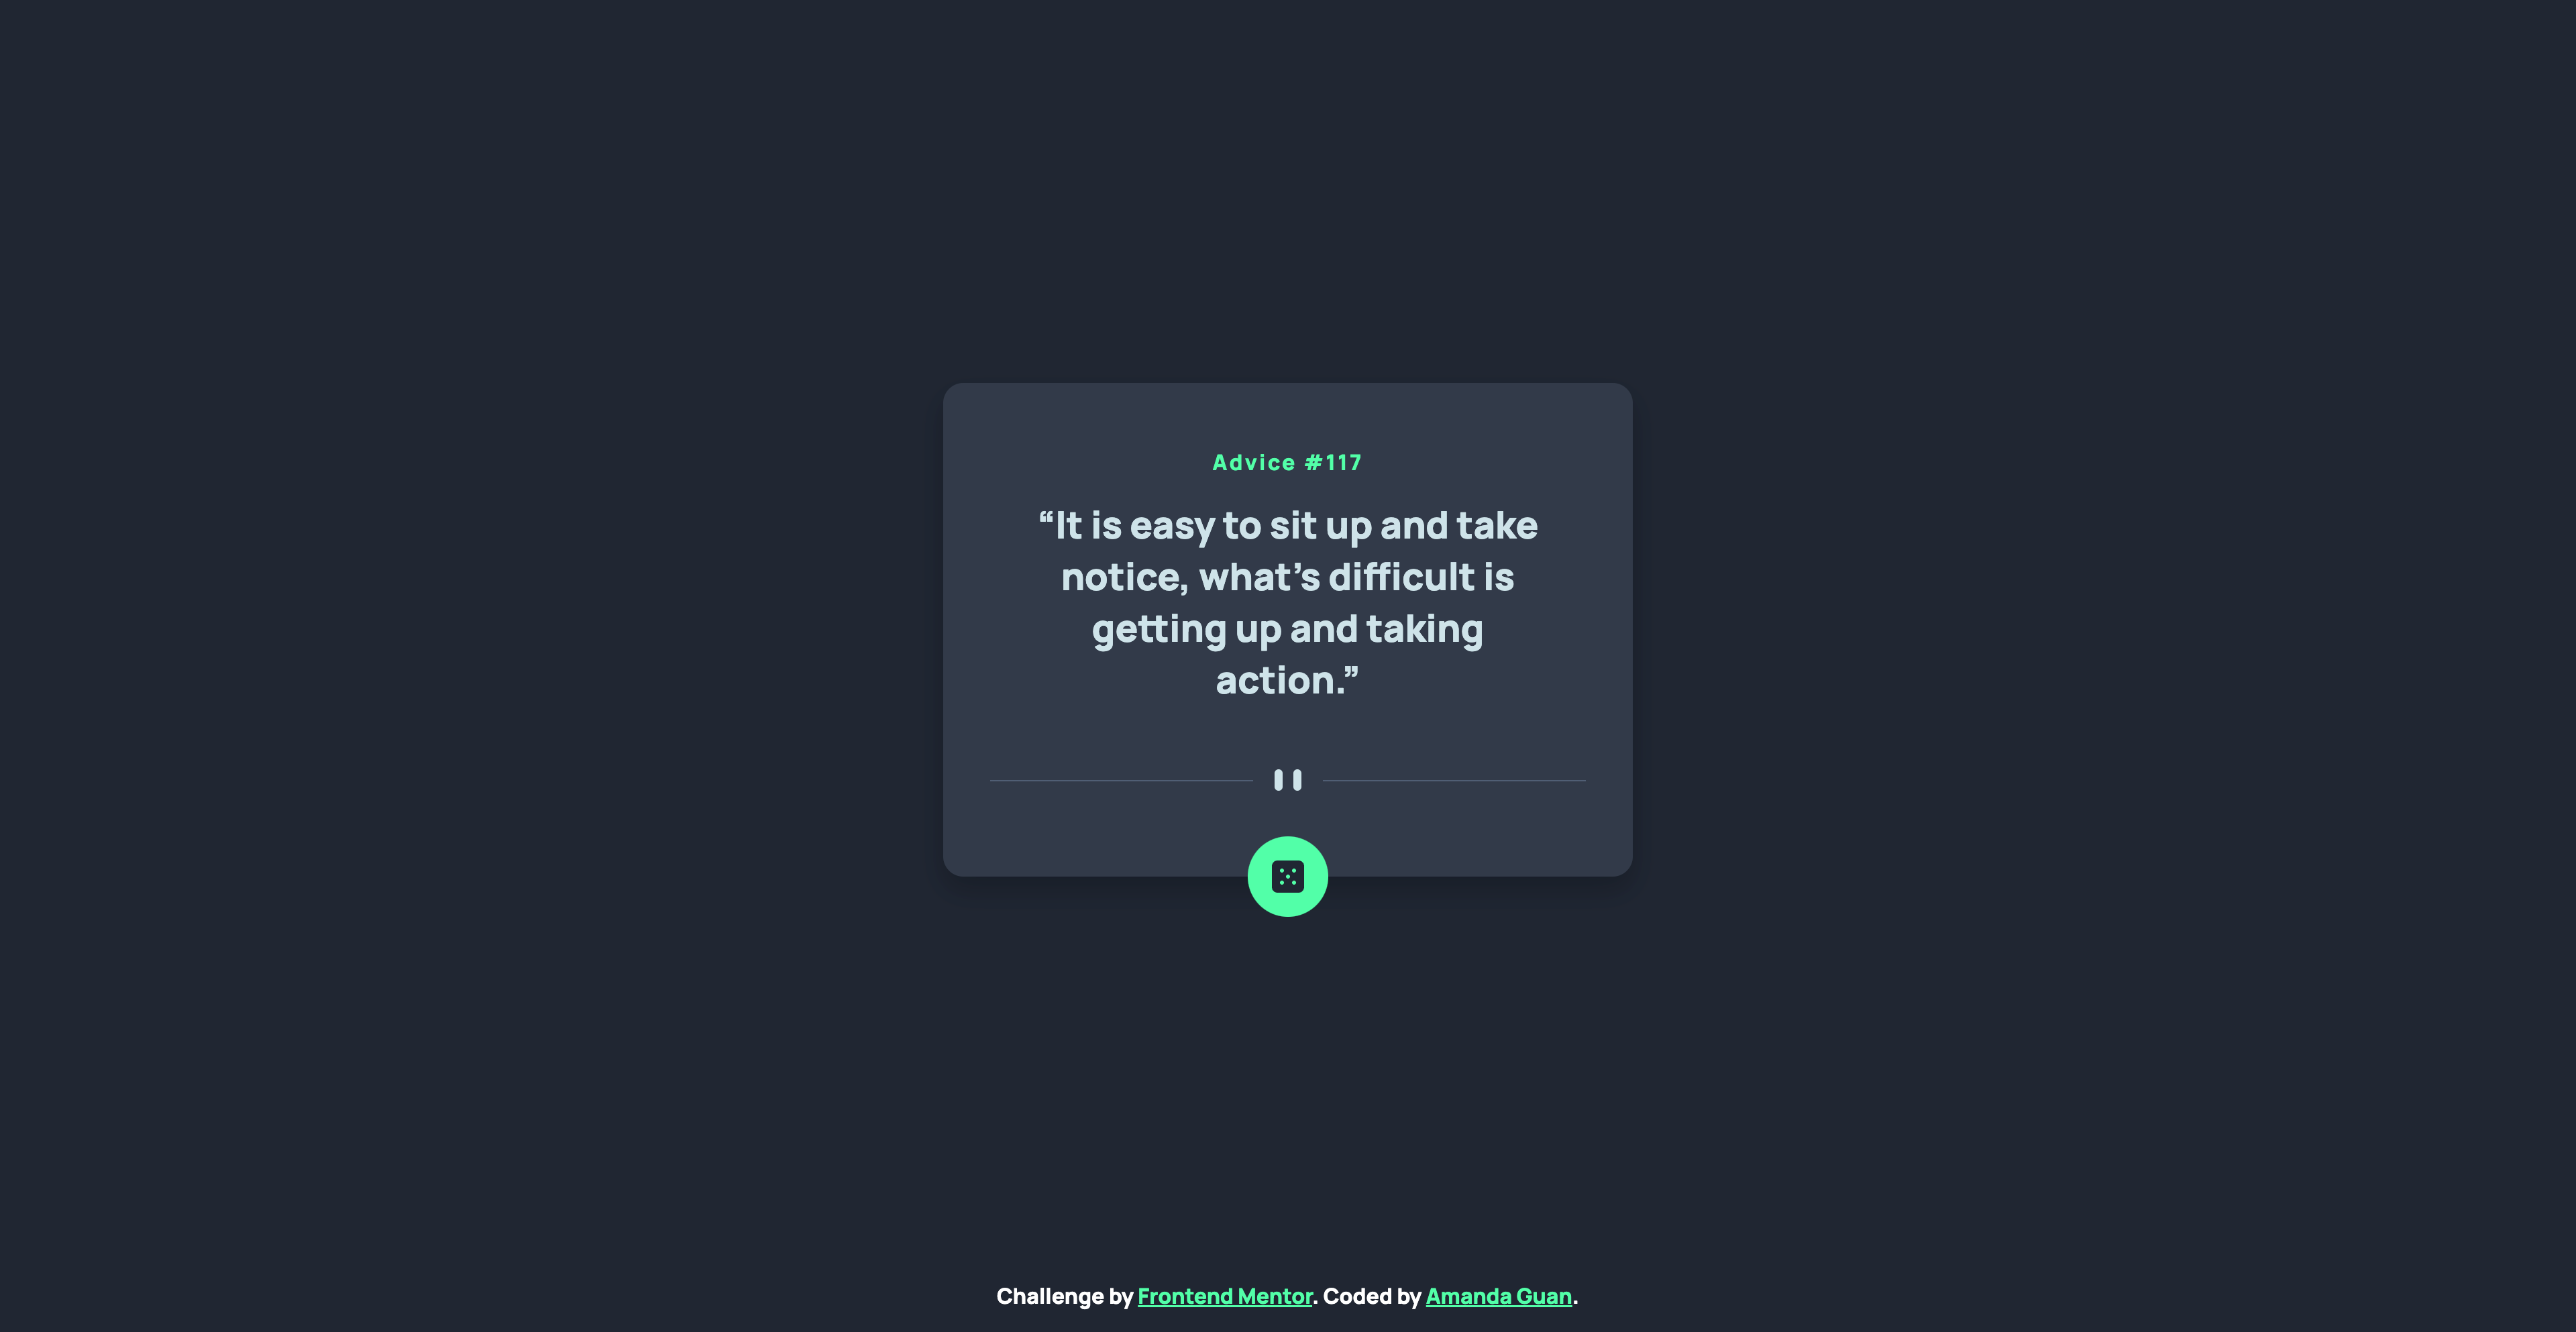 Advice #117
“It is easy to sit up and take
notice, what’s difficult is
getting up and taking
action.”
Challenge by Frontend Mentor. Coded by Amanda Guan.